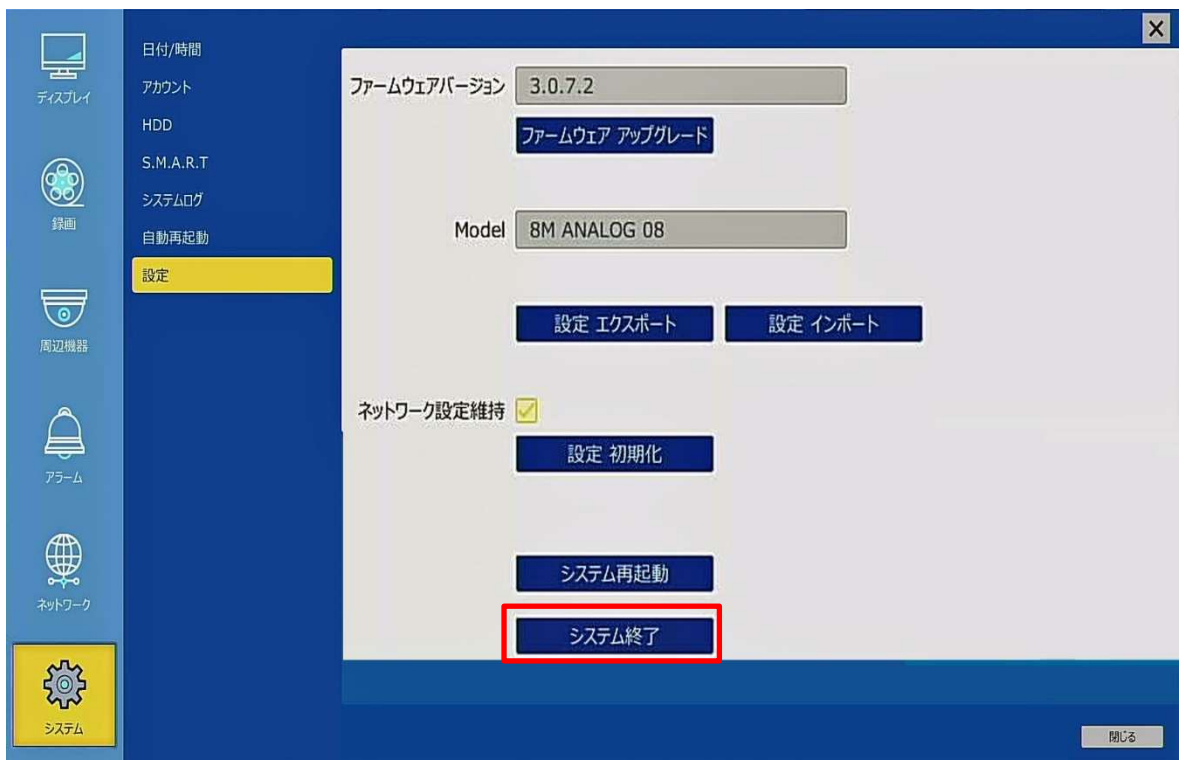 ディスプレイ
録画
周辺機器
アラーム
ネットワーク
システム
日付/時間
アカウント
HDD
S.M.A.R.T
システムログ
自動再起動
設定
ファームウェアバージョン 3.0.7.2
ファームウェア アップグレード
Model 8M ANALOG 08
設定 エクスポート 設定 インポート
ネットワーク設定維持
設定 初期化
システム再起動
システム終了
閉じる